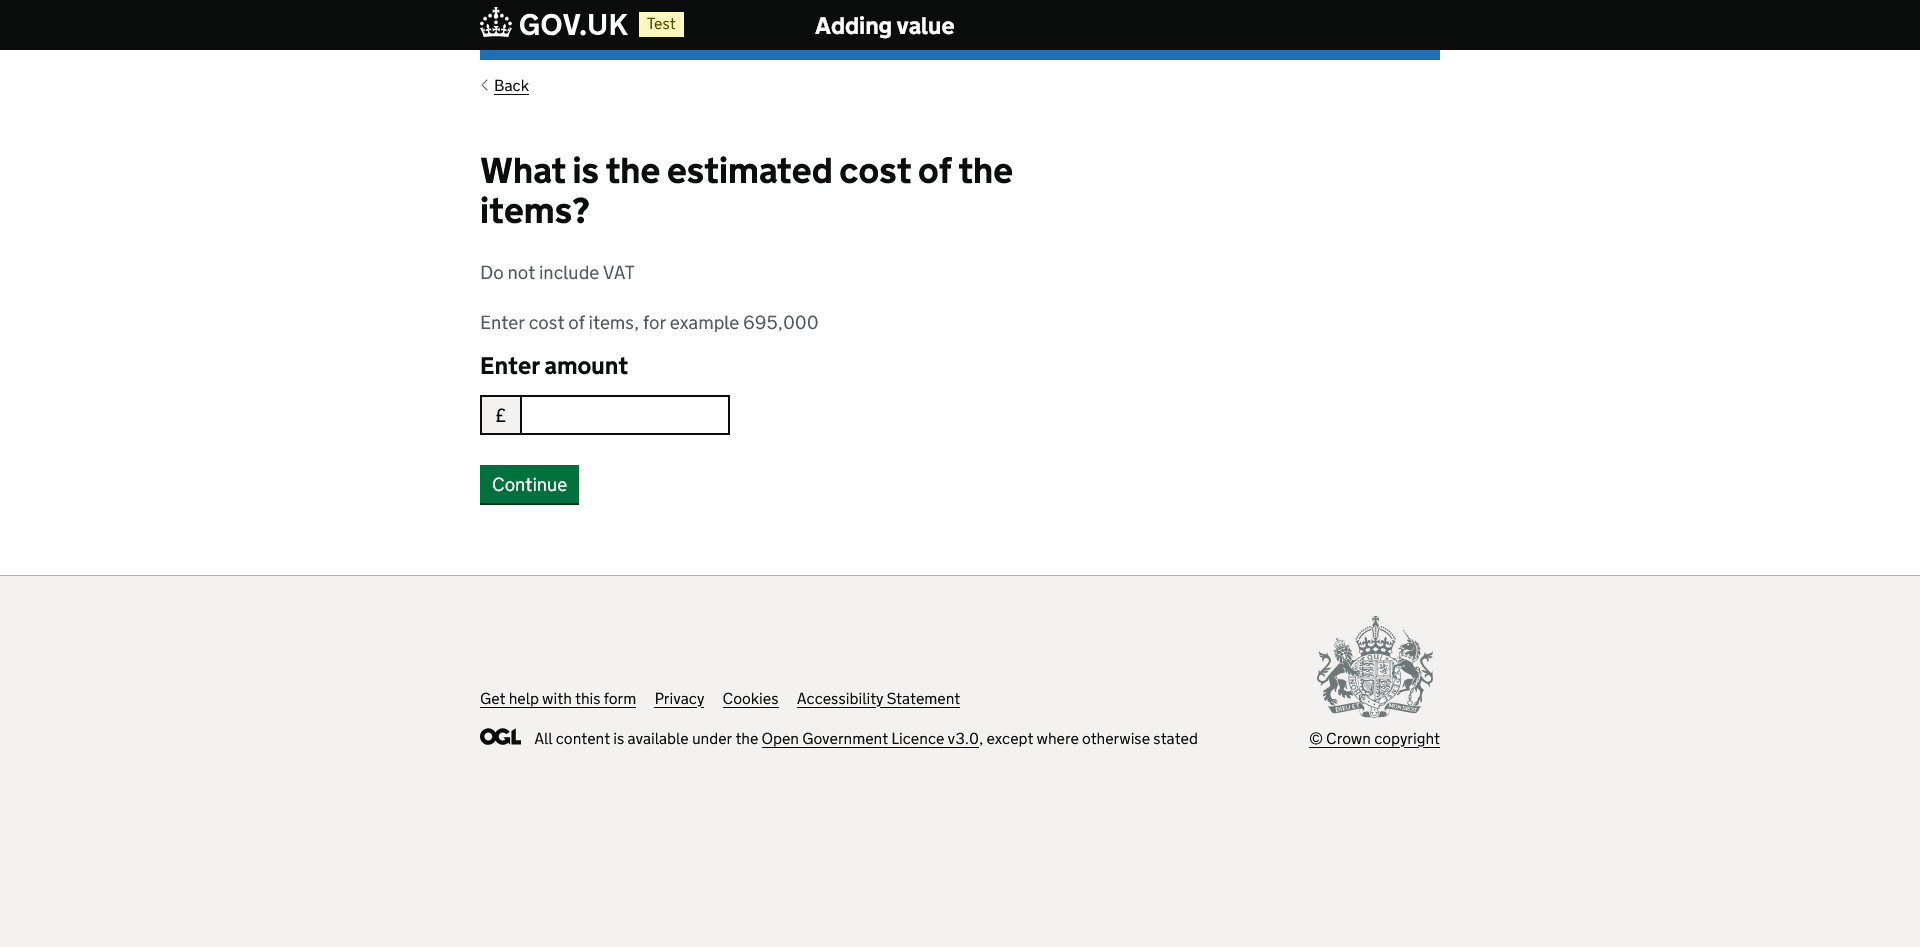 GOV.UK Test Adding value
Back
What is the estimated cost of the
items?
Do not include VAT
Enter cost of items, for example 695,000
Enter amount
£
Continue
Get help with this form Privacy Cookies Accessibility Statement
OGL All content is available under the Open Government Licence v3.0, except where otherwise stated
© Crown copyright